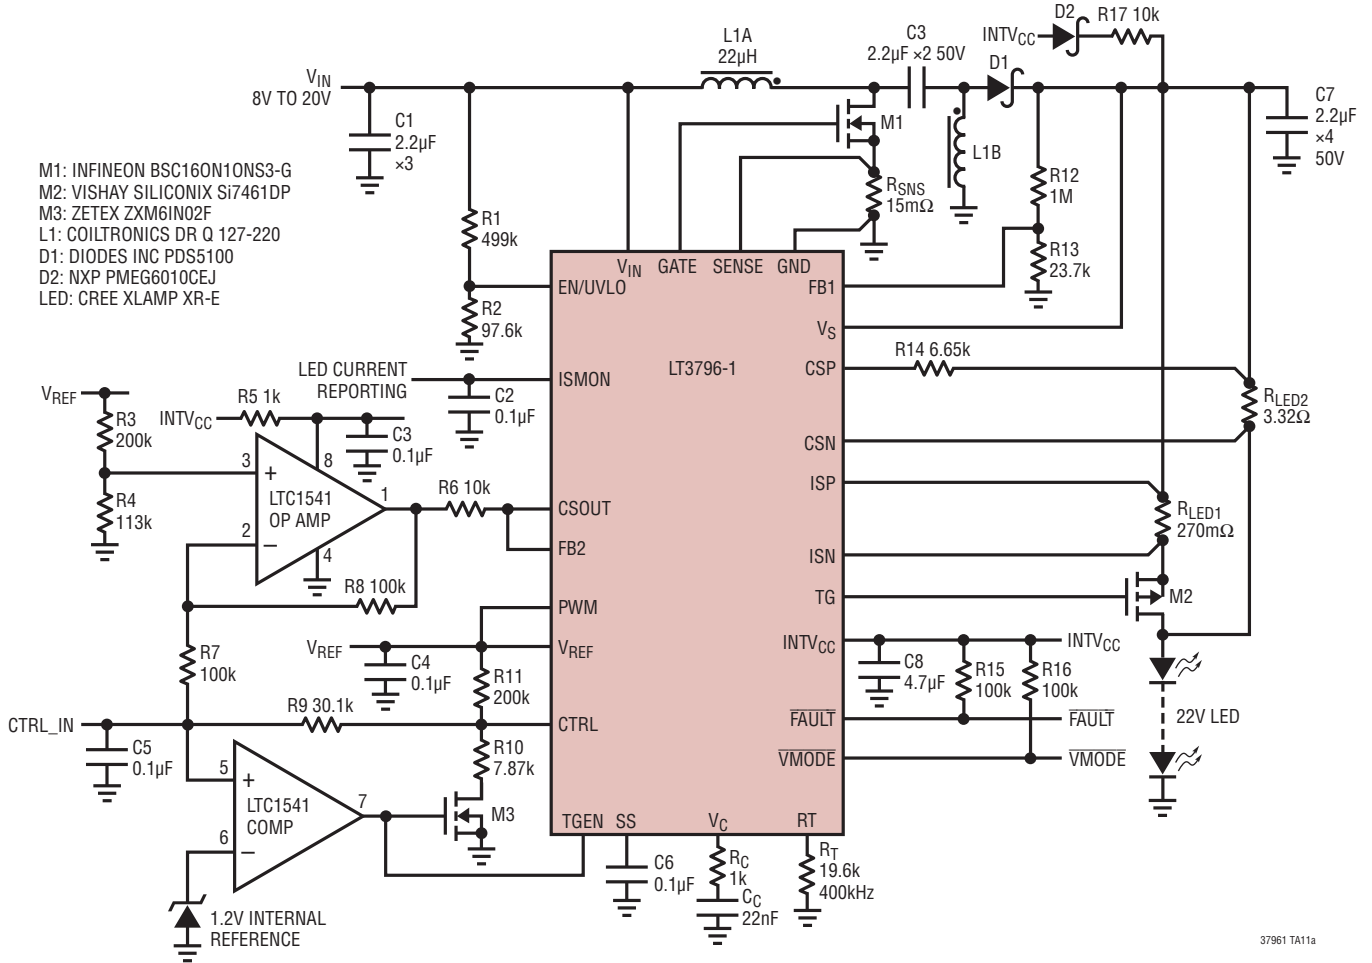 D2
R17 10k
INTVCC
L1A
22µH
C3
2.2µF ×2 50V
D1
VIN
8V TO 20V
C1
2.2µF
×3
M1
L1B
C7
2.2µF
×4
50V
M1: INFINEON BSC16ON1ONS3-G
M2: VISHAY SILICONIX Si7461DP
M3: ZETEX ZXM6IN02F
L1: COILTRONICS DR Q 127-220
D1: DIODES INC PDS5100
D2: NXP PMEG6010CEJ
LED: CREE XLAMP XR-E
R1
499k
RSNS
15mΩ
R12
1M
R13
23.7k
VIN
GATE
SENSE
GND
EN/UVLO
FB1
R2
97.6k
VS
R14 6.65k
LT3796-1
CSP
LED CURRENT
REPORTING
ISMON
C2
0.1µF
RLED2
3.32Ω
VREF
R3
200k
INTVCC
R5 1k
C3
0.1µF
CSN
3
+
8
LTC1541
OP AMP
1
R6 10k
CSOUT
ISP
R4
113k
2
–
4
FB2
RLED1
270mΩ
ISN
R8 100k
PWM
TG
M2
R7
100k
VREF
C4
0.1µF
VREF
R11
200k
INTVCC
INTVCC
C8
4.7µF
R15
100k
R16
100k
CTRL_IN
R9 30.1k
CTRL
FAULT
FAULT
22V LED
C5
0.1µF
R10
7.87k
VMODE
VMODE
5
+
LTC1541
COMP
7
M3
6
–
TGEN
SS
VC
RT
C6
0.1µF
RC
1k
CC
22nF
RT
19.6k
400kHz
1.2V INTERNAL
REFERENCE
37961 TA11a